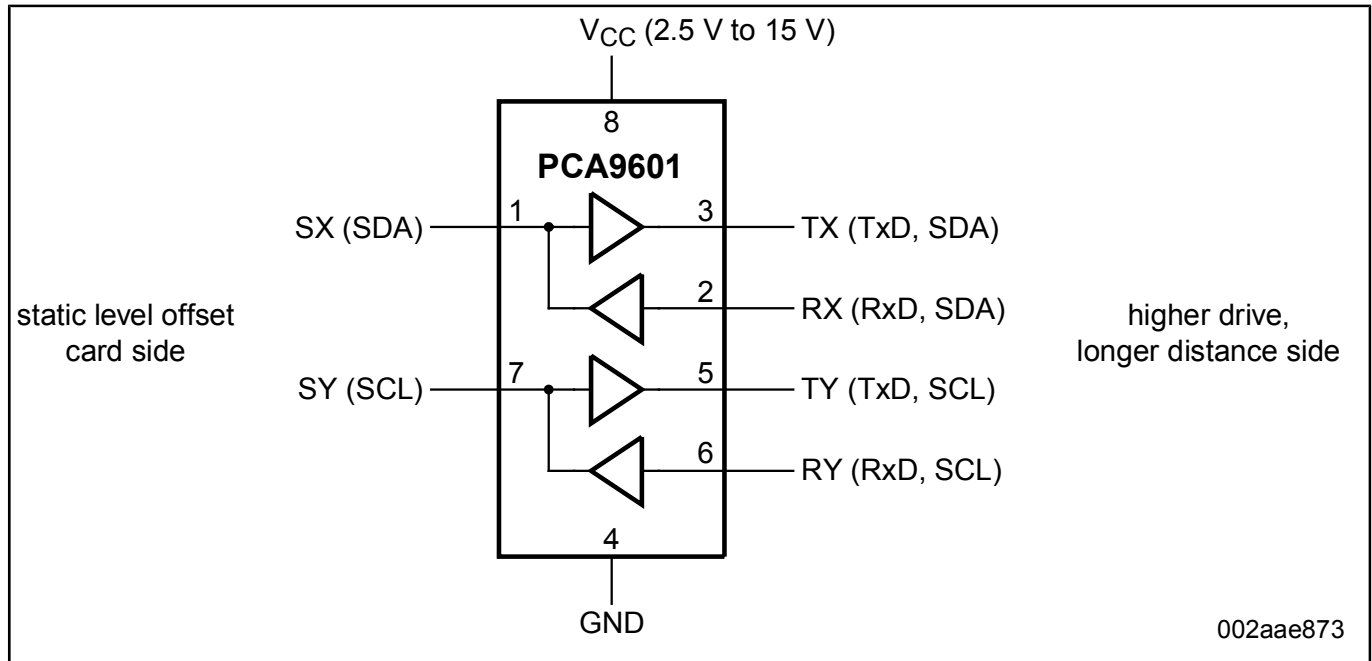 VCC (2.5 V to 15 V)
8
PCA9601
SX (SDA)
1
3
TX (TxD, SDA)
2
RX (RxD, SDA)
static level offset
card side
higher drive,
longer distance side
SY (SCL)
7
5
TY (TxD, SCL)
6
RY (RxD, SCL)
4
GND
002aae873